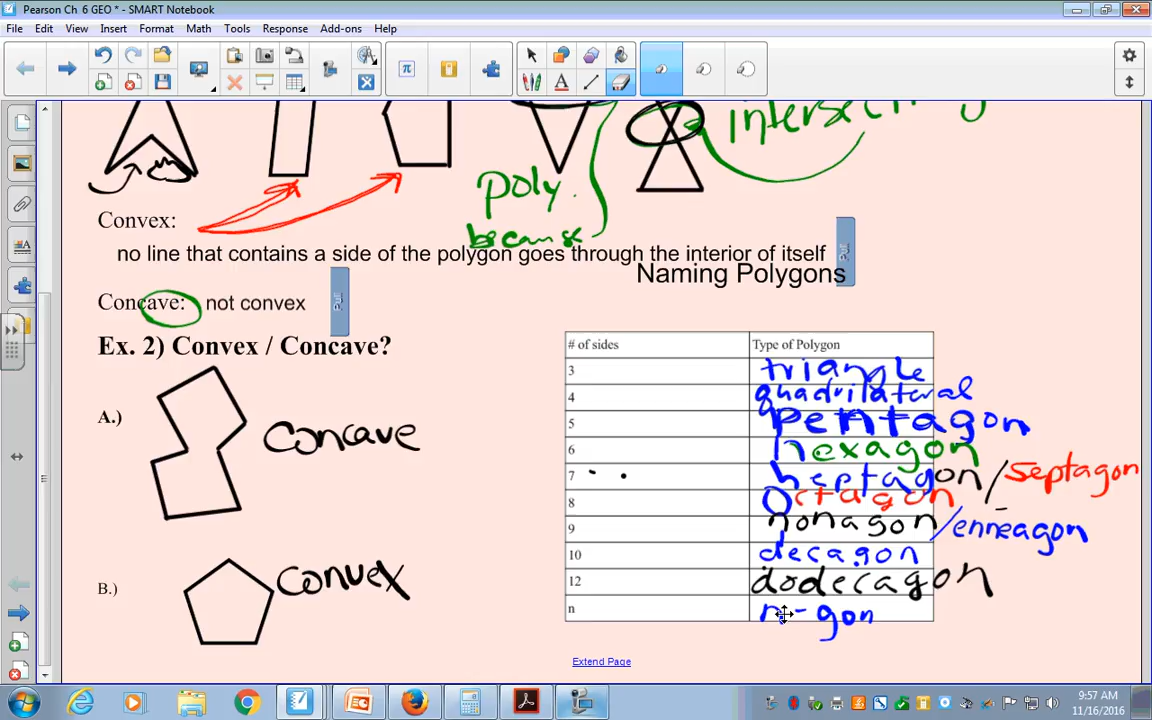 Pearson Ch 6 GEO * - SMART Notebook
File Edit View Insert Format Math Tools Response Add-ons Help
intersecting
poly.
because
Convex:
no line that contains a side of the polygon goes through the interior of itself
Pull
Naming Polygons
Concave: not convex
Pull
Ex. 2) Convex / Concave?
# of sides Type of Polygon
3 triangle
4 quadrilateral
A.) concave
5 pentagon
6 hexagon
7 heptagon/septagon
8 Octagon
9 nonagon/enneagon
10 decagon
B.) convex
12 dodecagon
n n-gon
Extend Page
9:57 AM
11/16/2016